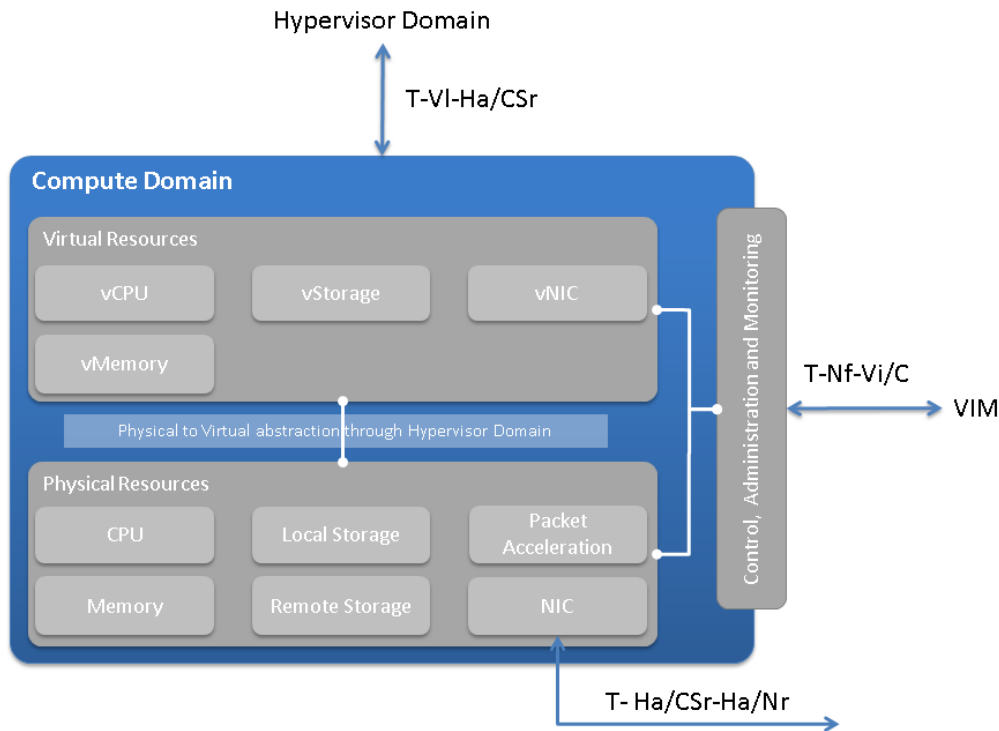 Hypervisor Domain
T-Vl-Ha/CSr
Compute Domain
Virtual Resources
vCPU
vStorage
vNIC
vMemory
Physical to Virtual abstraction through Hypervisor Domain
Physical Resources
CPU
Local Storage
Packet
Acceleration
Memory
Remote Storage
NIC
Control, Administration and Monitoring
T-Nf-Vi/C
VIM
T- Ha/CSr-Ha/Nr